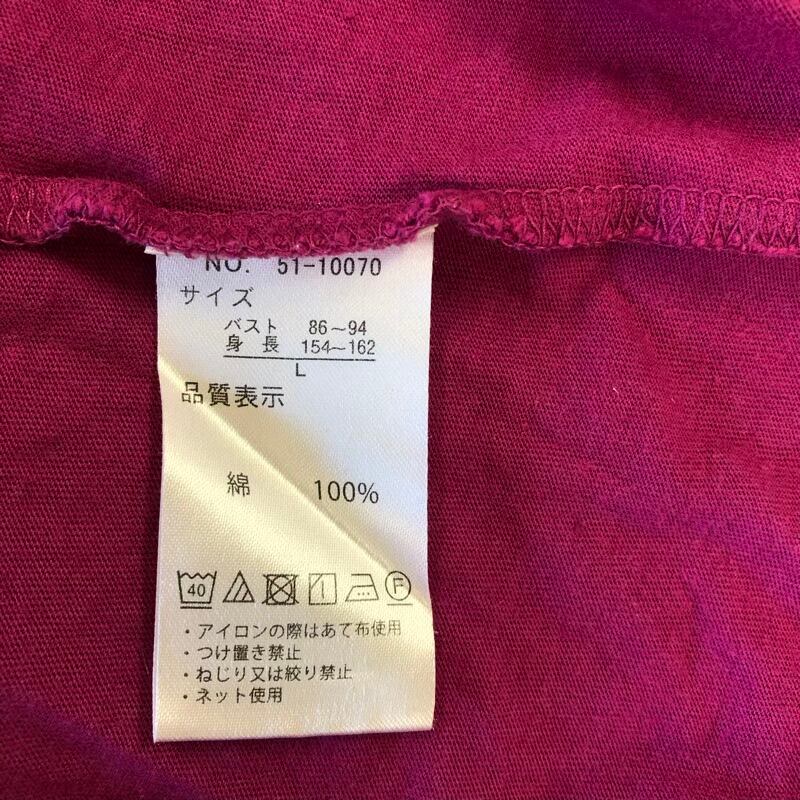 NO. 51-10070
サイズ
バスト 86～94
身長 154～162
L
品質表示
綿 100%
40 F
・アイロンの際はあて布使用
・つけ置き禁止
・ねじり又は絞り禁止
・ネット使用